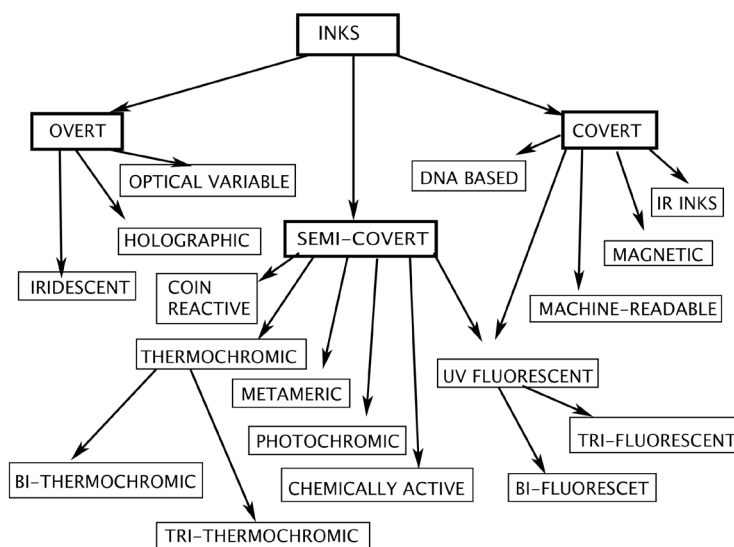 INKS
OVERT
COVERT
OPTICAL VARIABLE
DNA BASED
IR INKS
HOLOGRAPHIC
SEMI-COVERT
MAGNETIC
IRIDESCENT
COIN
REACTIVE
MACHINE-READABLE
THERMOCHROMIC
METAMERIC
UV FLUORESCENT
PHOTOCHROMIC
TRI-FLUORESCENT
BI-THERMOCHROMIC
CHEMICALLY ACTIVE
BI-FLUORESCET
TRI-THERMOCHROMIC